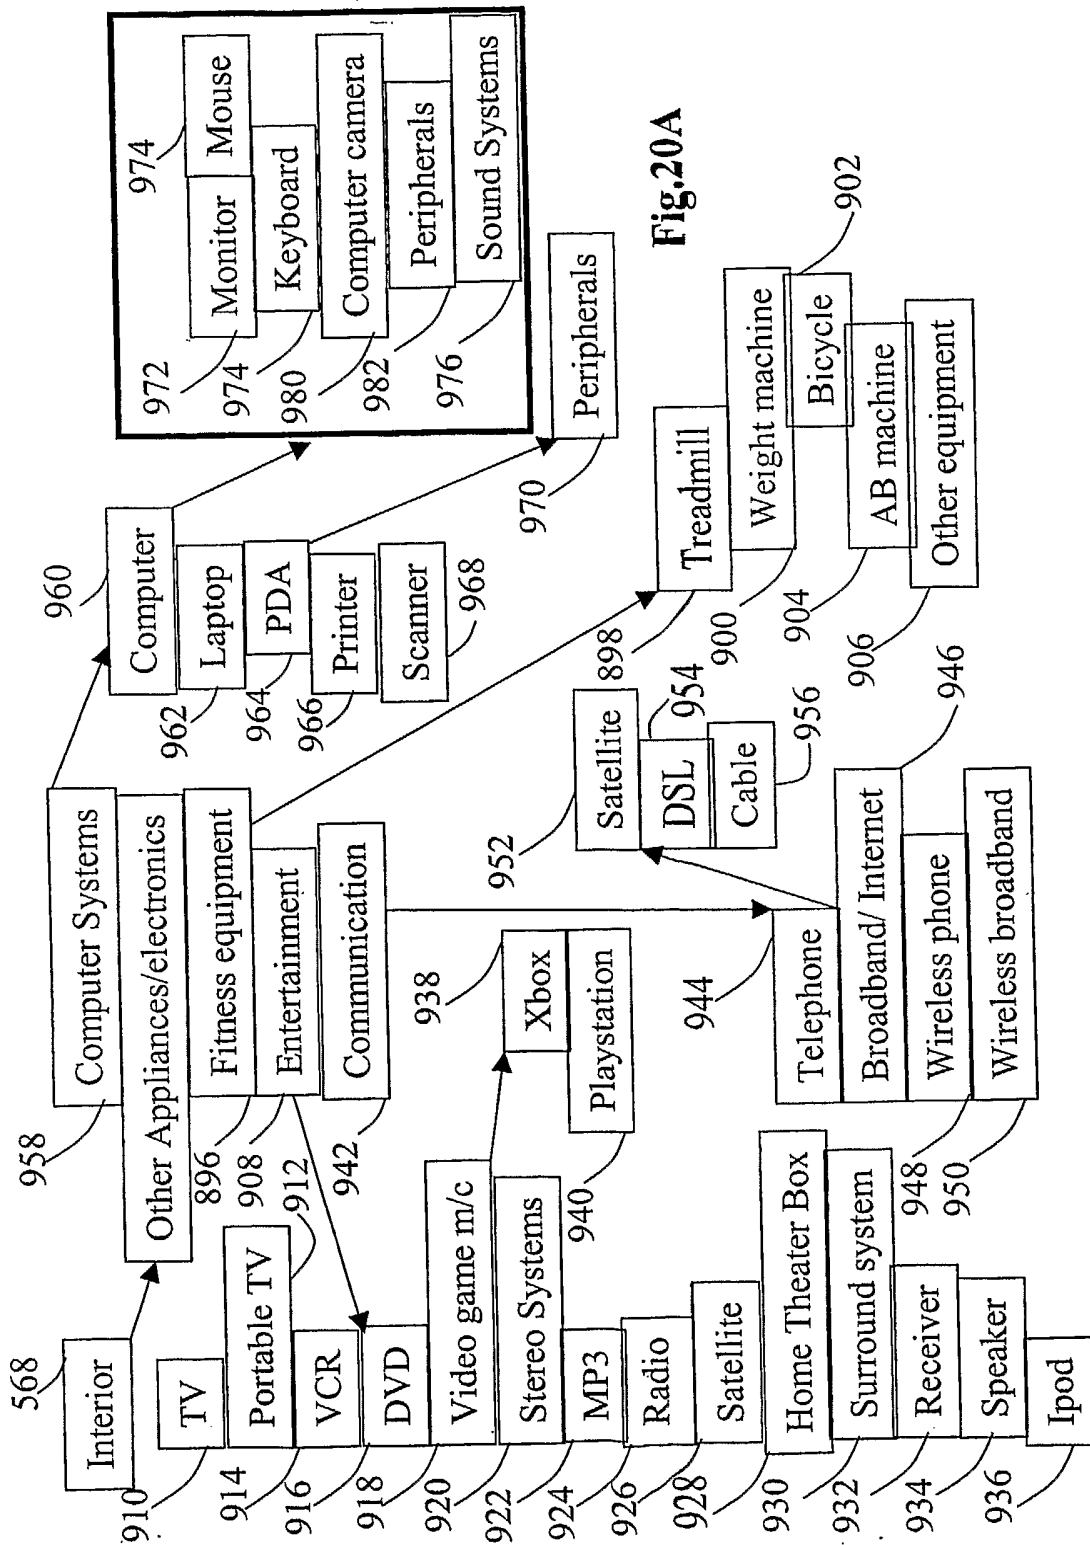 568
Interior
958
Computer Systems
Other Appliances/electronics
896
Fitness equipment
908
Entertainment
942
Communication
960
Computer
962
Laptop
964
PDA
966
Printer
Scanner
968
974
Monitor
Mouse
972
Keyboard
974
Computer camera
980
Peripherals
982
Sound Systems
976
Peripherals
970
910
TV
Portable TV
912
914
VCR
916
DVD
918
Video game m/c
920
Stereo Systems
922
MP3
924
Radio
926
Satellite
928
Home Theater Box
930
Surround system
932
Receiver
934
Speaker
936
Ipod
938
Xbox
Playstation
940
944
Telephone
Broadband/ Internet
946
Wireless phone
948
Wireless broadband
950
952
Satellite
954
DSL
Cable
956
898
Treadmill
Weight machine
900
Bicycle
902
AB machine
904
Other equipment
906
Fig.20A